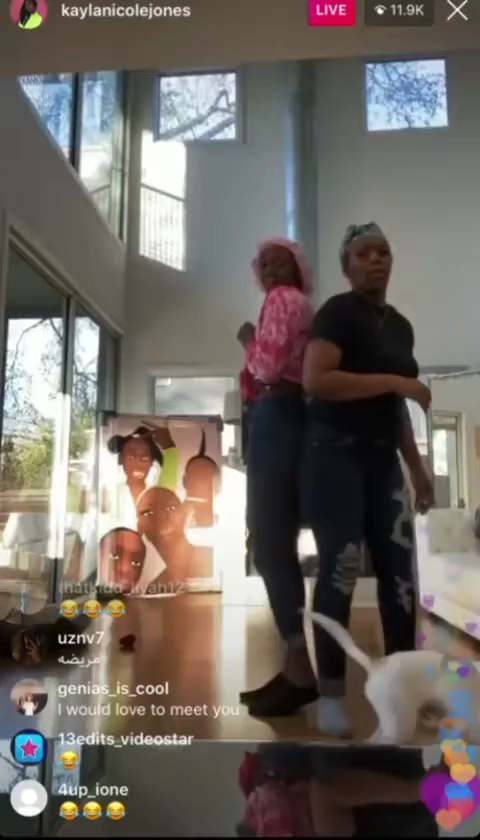 kaylanicolejones
LIVE
11.9K
😂😂😂
uznv7
مريضه
genias_is_cool
I would love to meet you
13edits_videostar
😂
4up_ione
😂😂😂